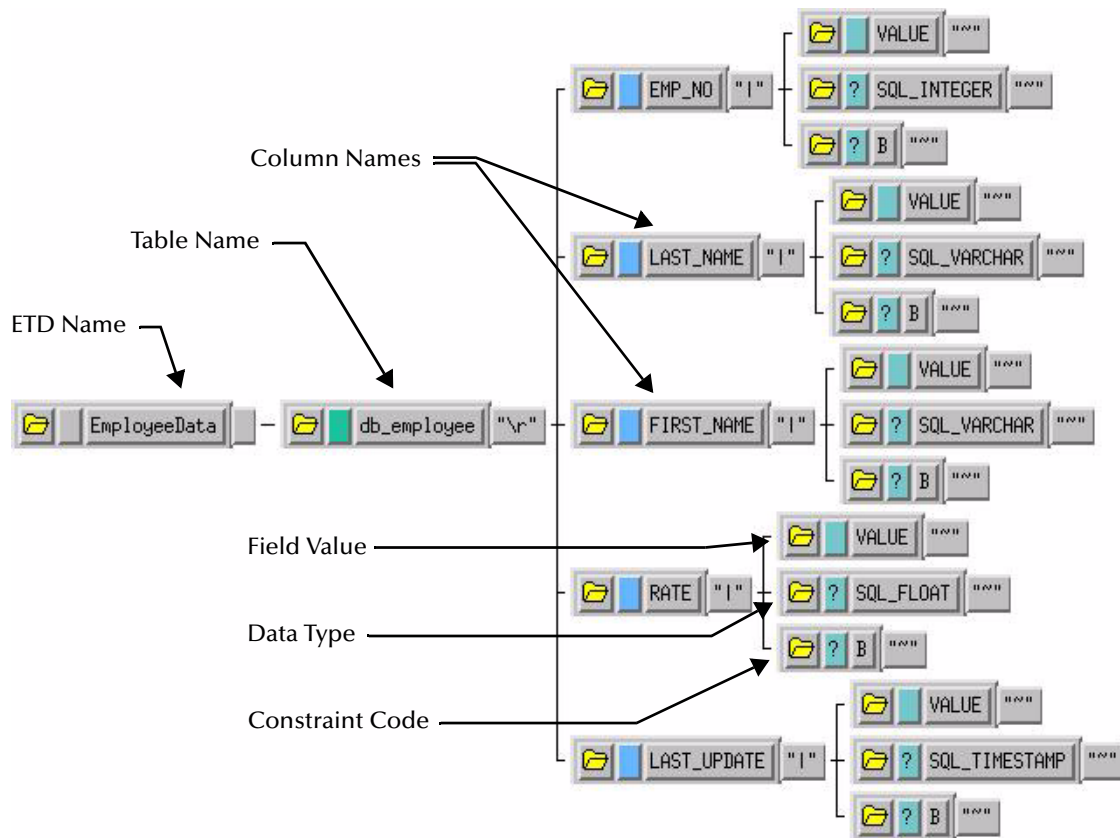 VALUE "~"
EMP_NO "|" SQL_INTEGER "~"
B "~"
Column Names
VALUE "~"
Table Name
LAST_NAME "|" SQL_VARCHAR "~"
B "~"
ETD Name
VALUE "~"
EmployeeData db_employee "\r" FIRST_NAME "|" ? SQL_VARCHAR "~"
? B "~"
Field Value
VALUE "~"
RATE "|" ? SQL_FLOAT "~"
Data Type
? B "~"
Constraint Code
VALUE "~"
LAST_UPDATE "|" ? SQL_TIMESTAMP "~"
? B "~"